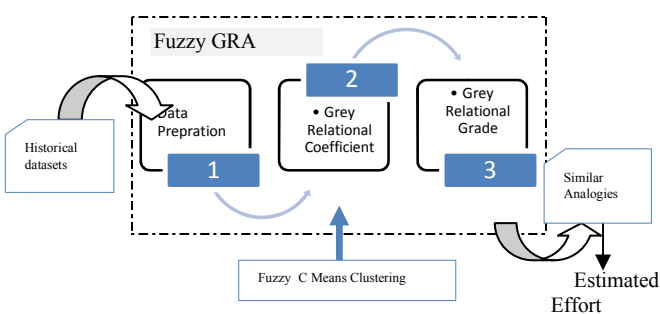 Fuzzy GRA
Historical
datasets
Data
Prepration
1
2
• Grey
Relational
Coefficient
• Grey
Relational
Grade
3
Similar
Analogies
Fuzzy C Means Clustering
Estimated
Effort